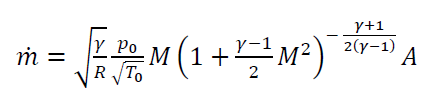 ṁ = √(γ/R) p₀/√T₀ M (1 + (γ−1)/2 M²)^(−(γ+1)/(2(γ−1))) A